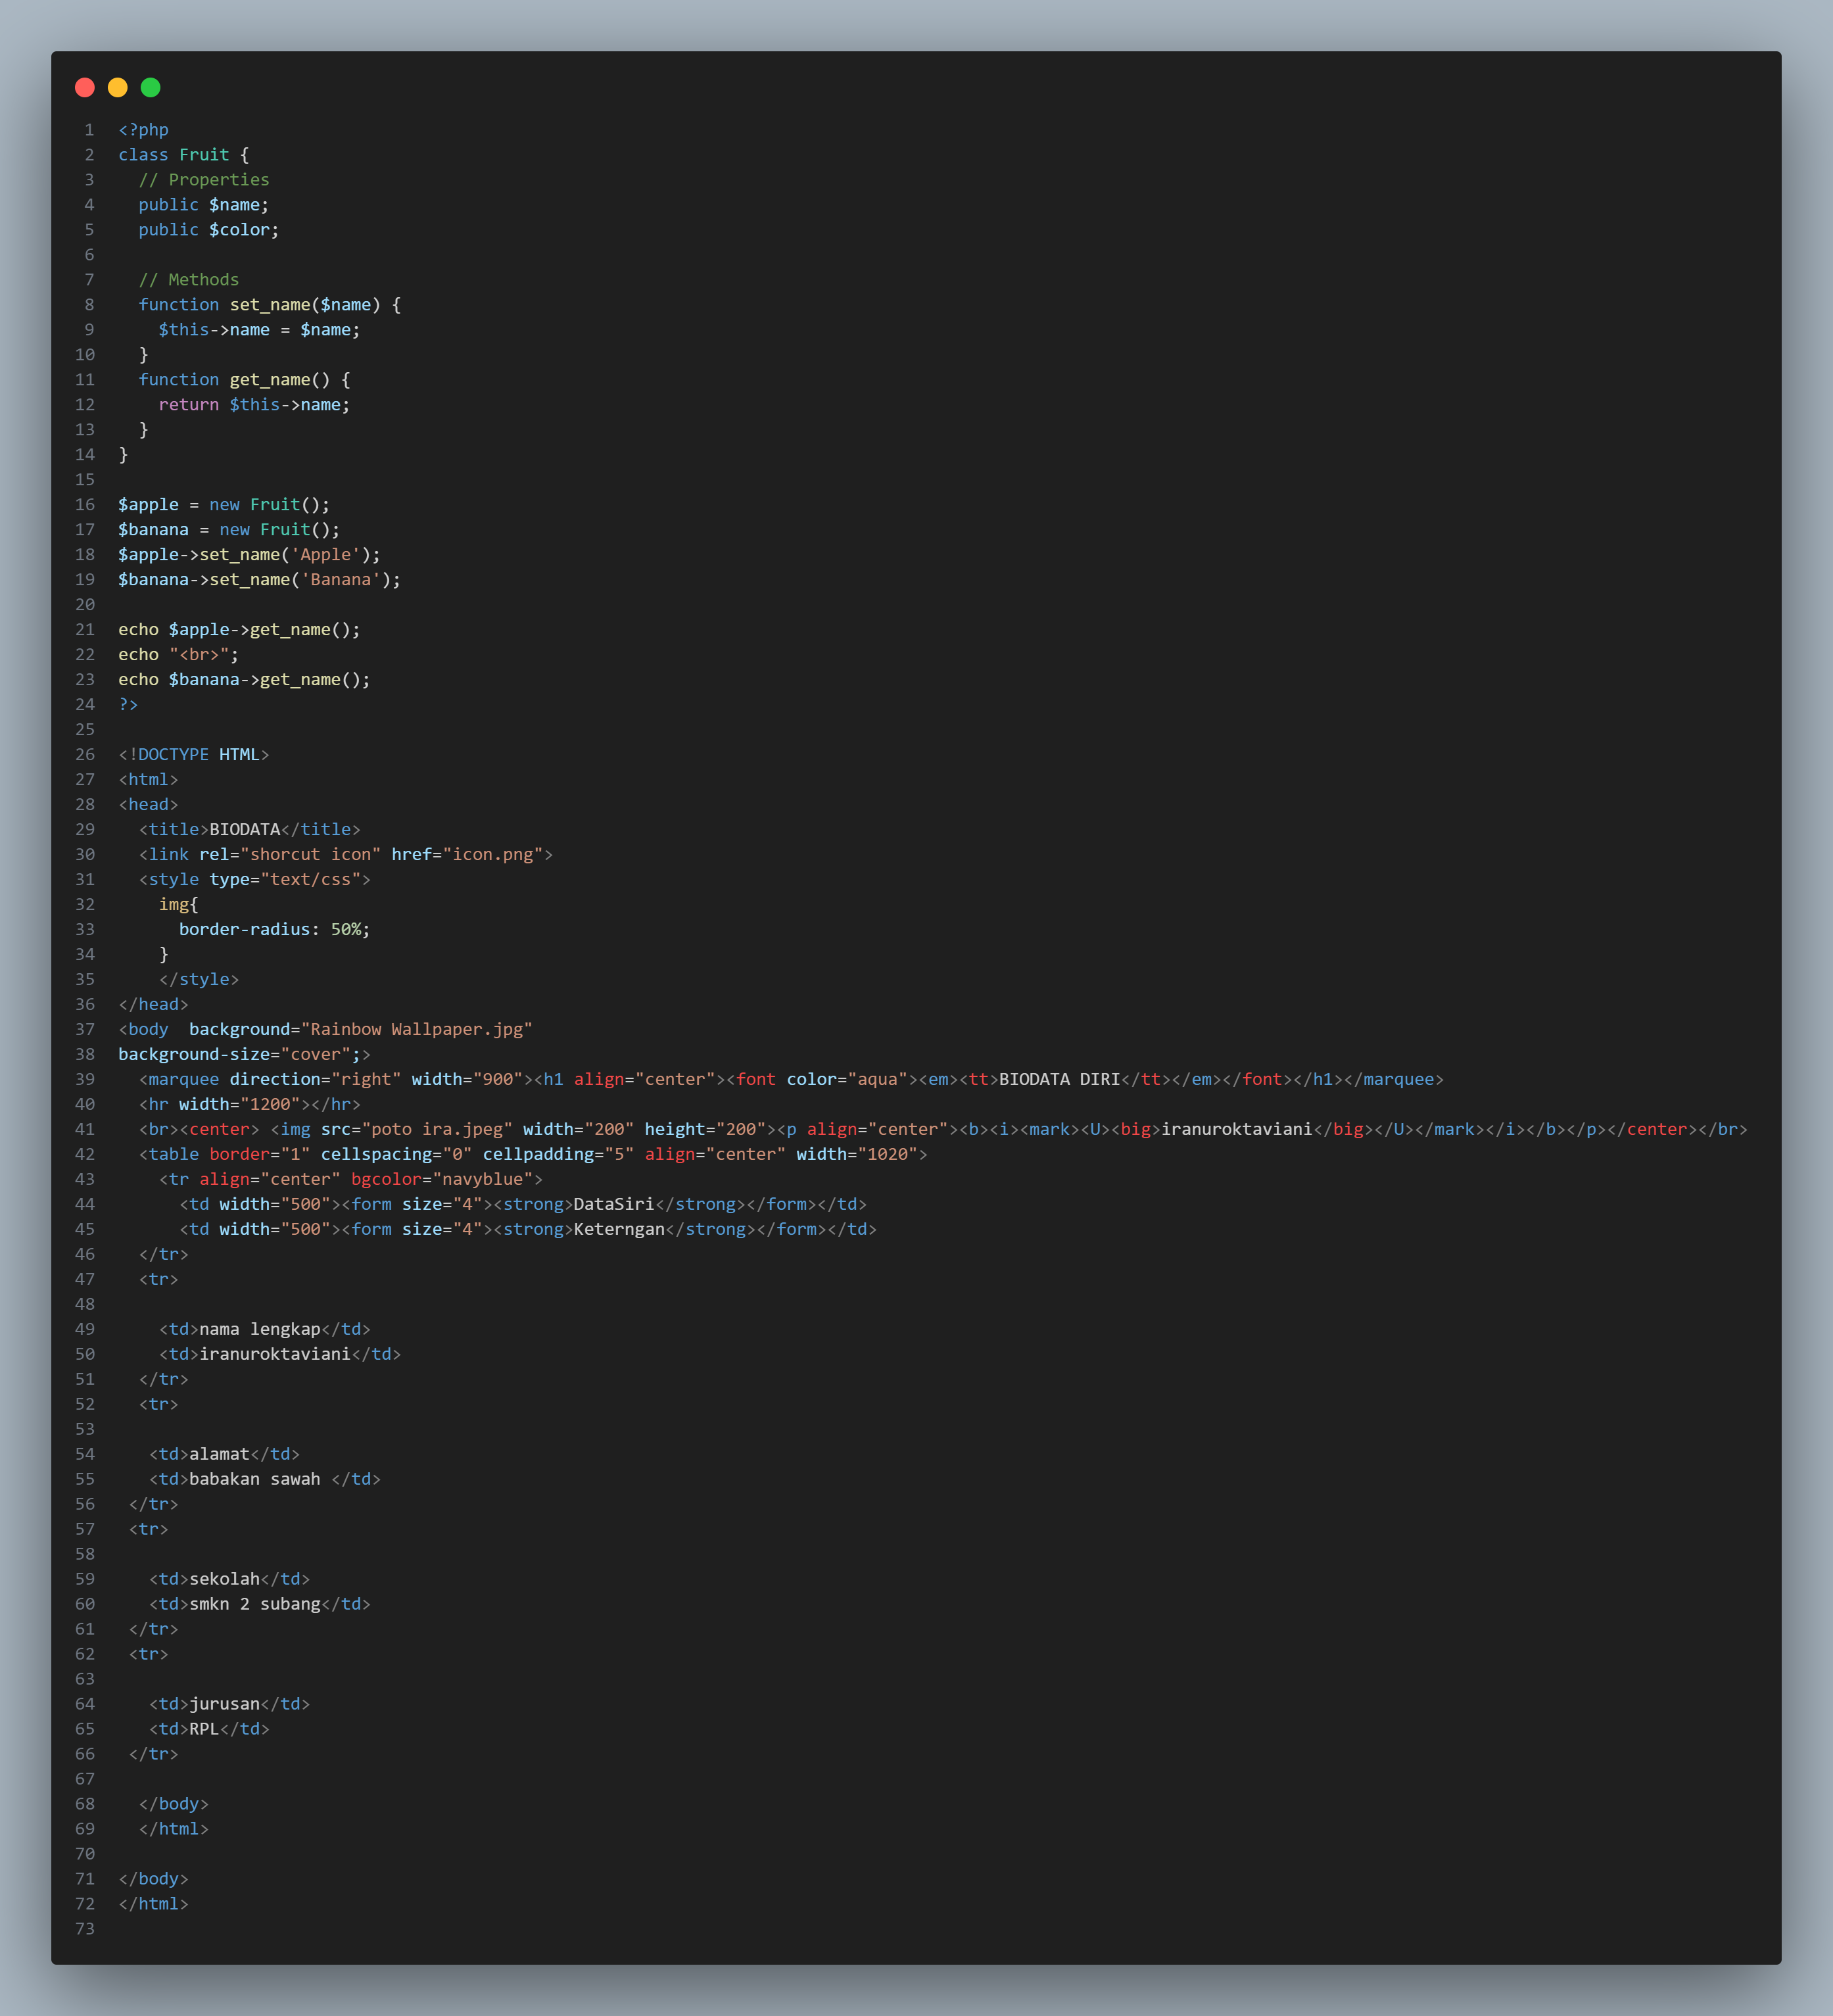 1 <?php
2 class Fruit {
3 // Properties
4 public $name;
5 public $color;
6
7 // Methods
8 function set_name($name) {
9 $this->name = $name;
10 }
11 function get_name() {
12 return $this->name;
13 }
14 }
15
16 $apple = new Fruit();
17 $banana = new Fruit();
18 $apple->set_name('Apple');
19 $banana->set_name('Banana');
20
21 echo $apple->get_name();
22 echo "<br>";
23 echo $banana->get_name();
24 ?>
25
26 <!DOCTYPE HTML>
27 <html>
28 <head>
29 <title>BIODATA</title>
30 <link rel="shorcut icon" href="icon.png">
31 <style type="text/css">
32 img{
33 border-radius: 50%;
34 }
35 </style>
36 </head>
37 <body  background="Rainbow Wallpaper.jpg"
38 background-size="cover";>
39 <marquee direction="right" width="900"><h1 align="center"><font color="aqua"><em><tt>BIODATA DIRI</tt></em></font></h1></marquee>
40 <hr width="1200"></hr>
41 <br><center> <img src="poto ira.jpeg" width="200" height="200"><p align="center"><b><i><mark><U><big>iranuroktaviani</big></U></mark></i></b></p></center></br>
42 <table border="1" cellspacing="0" cellpadding="5" align="center" width="1020">
43 <tr align="center" bgcolor="navyblue">
44 <td width="500"><form size="4"><strong>DataSiri</strong></form></td>
45 <td width="500"><form size="4"><strong>Keterngan</strong></form></td>
46 </tr>
47 <tr>
48
49 <td>nama lengkap</td>
50 <td>iranuroktaviani</td>
51 </tr>
52 <tr>
53
54 <td>alamat</td>
55 <td>babakan sawah </td>
56 </tr>
57 <tr>
58
59 <td>sekolah</td>
60 <td>smkn 2 subang</td>
61 </tr>
62 <tr>
63
64 <td>jurusan</td>
65 <td>RPL</td>
66 </tr>
67
68 </body>
69 </html>
70
71 </body>
72 </html>
73